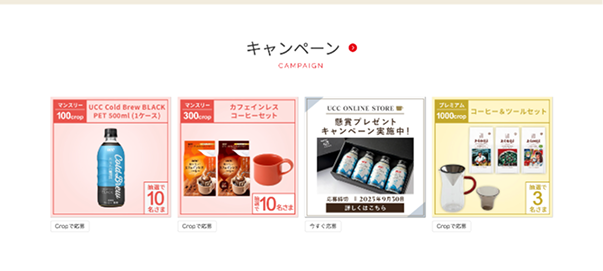 キャンペーン
CAMPAIGN
マンスリー
100crop
UCC Cold Brew BLACK
PET 500ml (1ケース)
Cold Brew
抽選で
10
名さま
Cropで応募
マンスリー
300crop
カフェインレス
コーヒーセット
抽選で
10名さま
Cropで応募
UCC ONLINE STORE
懸賞プレゼント
キャンペーン実施中!
応募締切 : 2023年9月30日
詳しくはこちら
今すぐ応募
プレミアム
1000crop
コーヒー&ツールセット
抽選で
3
名さま
Cropで応募